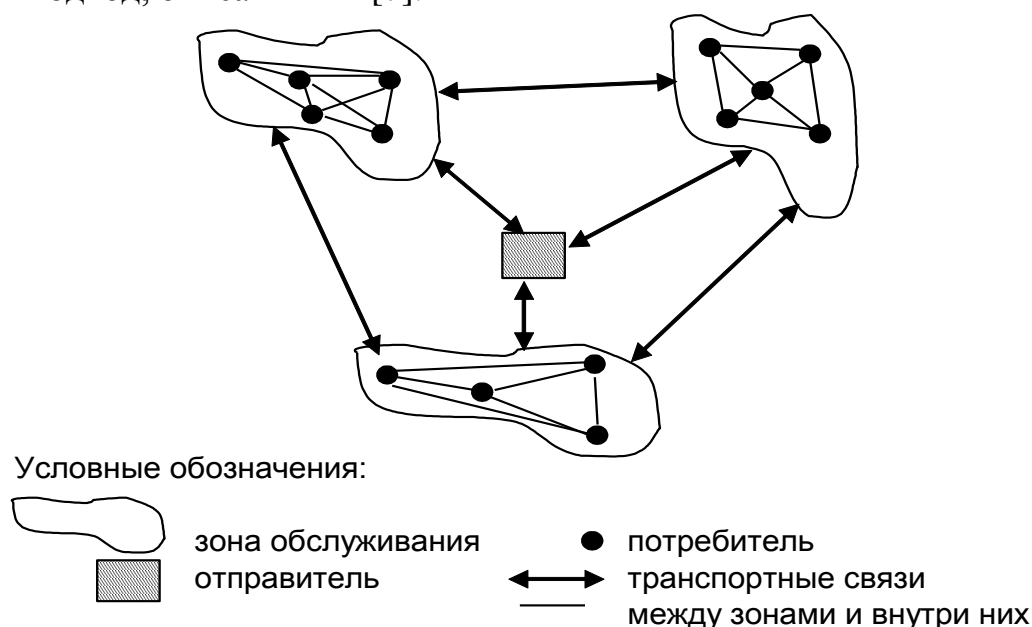 Условные обозначения:
зона обслуживания
потребитель
отправитель
транспортные связи
между зонами и внутри них